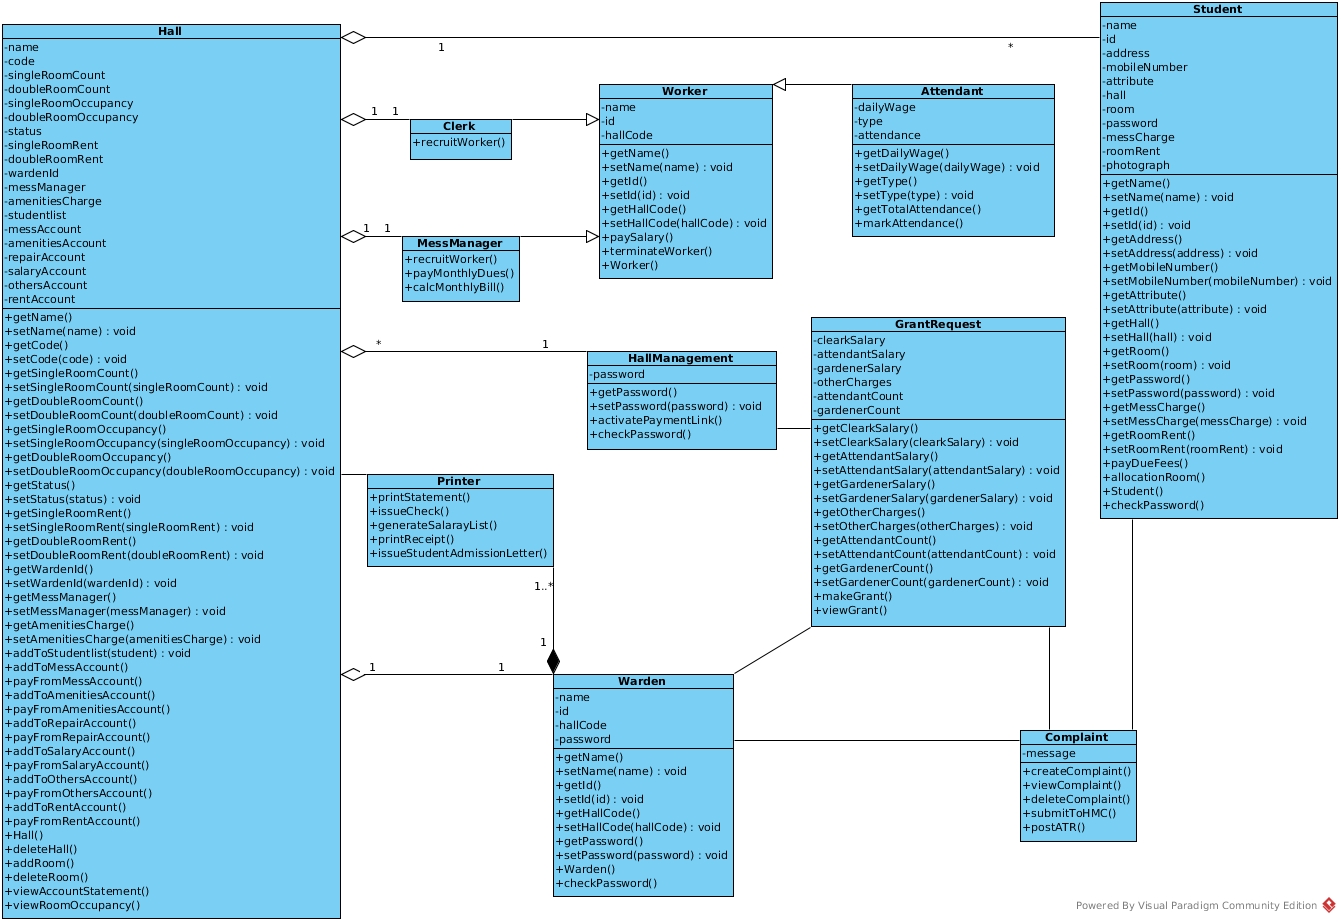 Hall
-name
-code
-singleRoomCount
-doubleRoomCount
-singleRoomOccupancy
-doubleRoomOccupancy
-status
-singleRoomRent
-doubleRoomRent
-wardenId
-messManager
-amenitiesCharge
-studentlist
-messAccount
-amenitiesAccount
-repairAccount
-salaryAccount
-othersAccount
-rentAccount
+getName()
+setName(name) : void
+getCode()
+setCode(code) : void
+getSingleRoomCount()
+setSingleRoomCount(singleRoomCount) : void
+getDoubleRoomCount()
+setDoubleRoomCount(doubleRoomCount) : void
+getSingleRoomOccupancy()
+setSingleRoomOccupancy(singleRoomOccupancy) : void
+getDoubleRoomOccupancy()
+setDoubleRoomOccupancy(doubleRoomOccupancy) : void
+getStatus()
+setStatus(status) : void
+getSingleRoomRent()
+setSingleRoomRent(singleRoomRent) : void
+getDoubleRoomRent()
+setDoubleRoomRent(doubleRoomRent) : void
+getWardenId()
+setWardenId(wardenId) : void
+getMessManager()
+setMessManager(messManager) : void
+getAmenitiesCharge()
+setAmenitiesCharge(amenitiesCharge) : void
+addToStudentlist(student) : void
+addToMessAccount()
+payFromMessAccount()
+addToAmenitiesAccount()
+payFromAmenitiesAccount()
+addToRepairAccount()
+payFromRepairAccount()
+addToSalaryAccount()
+payFromSalaryAccount()
+addToOthersAccount()
+payFromOthersAccount()
+addToRentAccount()
+payFromRentAccount()
+Hall()
+deleteHall()
+addRoom()
+deleteRoom()
+viewAccountStatement()
+viewRoomOccupancy()
1 *
1 1
Clerk
+recruitWorker()
1 1
MessManager
+recruitWorker()
+payMonthlyDues()
+calcMonthlyBill()
Worker
-name
-id
-hallCode
+getName()
+setName(name) : void
+getId()
+setId(id) : void
+getHallCode()
+setHallCode(hallCode) : void
+paySalary()
+terminateWorker()
+Worker()
Attendant
-dailyWage
-type
-attendance
+getDailyWage()
+setDailyWage(dailyWage) : void
+getType()
+setType(type) : void
+getTotalAttendance()
+markAttendance()
Student
-name
-id
-address
-mobileNumber
-attribute
-hall
-room
-password
-messCharge
-roomRent
-photograph
+getName()
+setName(name) : void
+getId()
+setId(id) : void
+getAddress()
+setAddress(address) : void
+getMobileNumber()
+setMobileNumber(mobileNumber) : void
+getAttribute()
+setAttribute(attribute) : void
+getHall()
+setHall(hall) : void
+getRoom()
+setRoom(room) : void
+getPassword()
+setPassword(password) : void
+getMessCharge()
+setMessCharge(messCharge) : void
+getRoomRent()
+setRoomRent(roomRent) : void
+payDueFees()
+allocationRoom()
+Student()
+checkPassword()
* 1
HallManagement
-password
+getPassword()
+setPassword(password) : void
+activatePaymentLink()
+checkPassword()
GrantRequest
-clearkSalary
-attendantSalary
-gardenerSalary
-otherCharges
-attendantCount
-gardenerCount
+getClearkSalary()
+setClearkSalary(clearkSalary) : void
+getAttendantSalary()
+setAttendantSalary(attendantSalary) : void
+getGardenerSalary()
+setGardenerSalary(gardenerSalary) : void
+getOtherCharges()
+setOtherCharges(otherCharges) : void
+getAttendantCount()
+setAttendantCount(attendantCount) : void
+getGardenerCount()
+setGardenerCount(gardenerCount) : void
+makeGrant()
+viewGrant()
Printer
+printStatement()
+issueCheck()
+generateSalarayList()
+printReceipt()
+issueStudentAdmissionLetter()
1..*
1
1 1
Warden
-name
-id
-hallCode
-password
+getName()
+setName(name) : void
+getId()
+setId(id) : void
+getHallCode()
+setHallCode(hallCode) : void
+getPassword()
+setPassword(password) : void
+Warden()
+checkPassword()
Complaint
-message
+createComplaint()
+viewComplaint()
+deleteComplaint()
+submitToHMC()
+postATR()
Powered By Visual Paradigm Community Edition